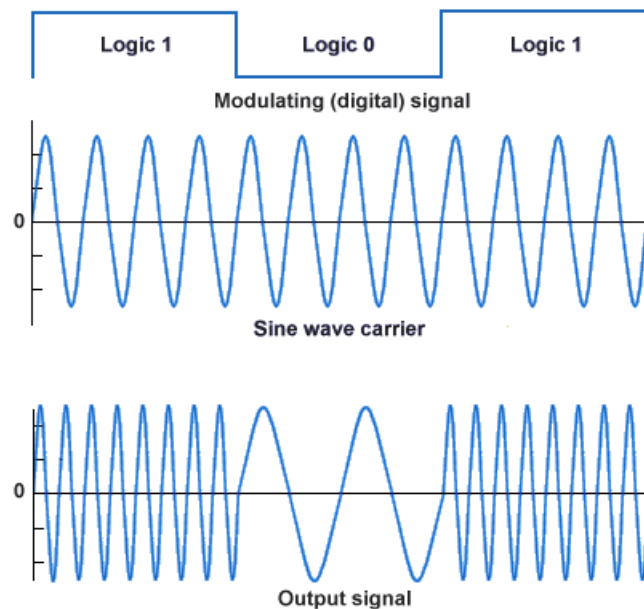 Logic 1 Logic 0 Logic 1
Modulating (digital) signal
0
Sine wave carrier
0
Output signal